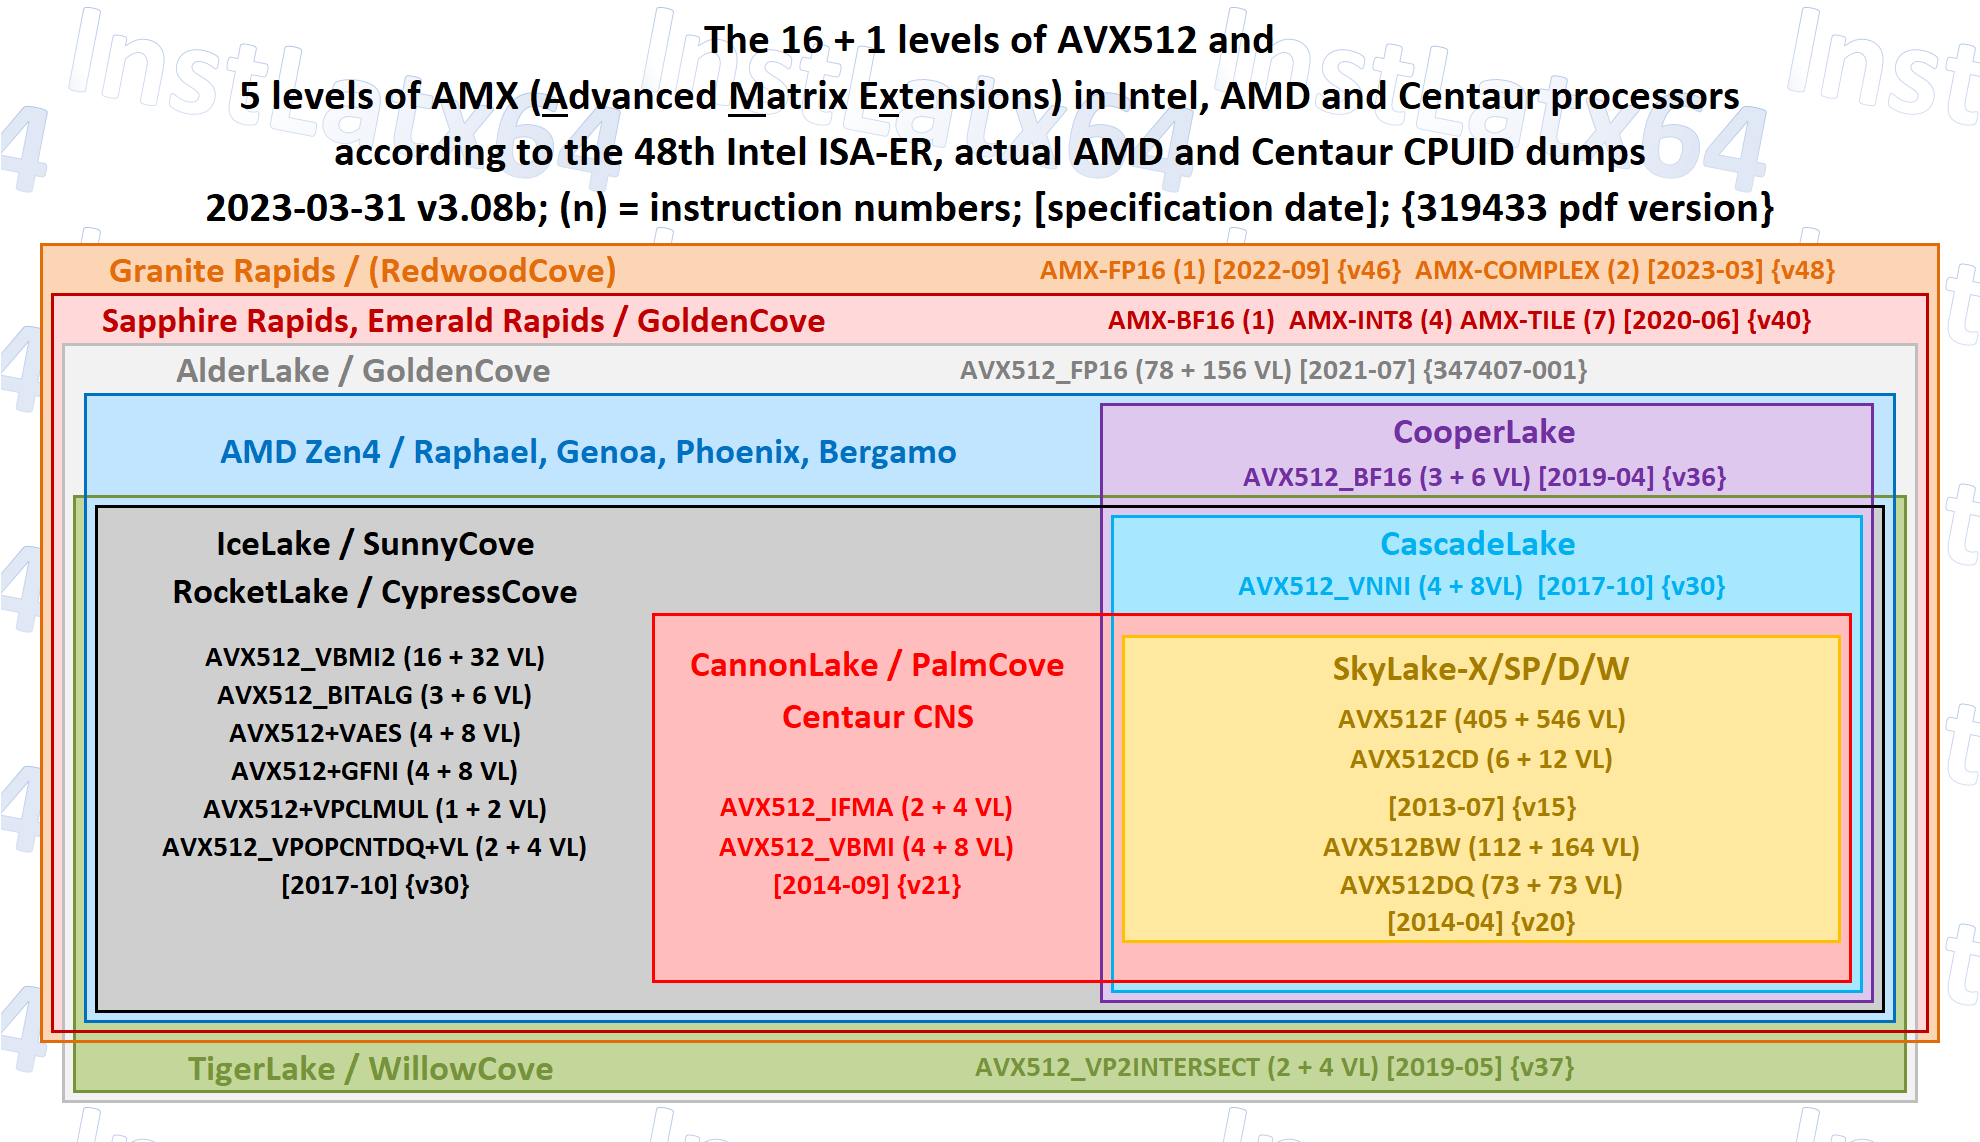 The 16 + 1 levels of AVX512 and
5 levels of AMX (Advanced Matrix Extensions) in Intel, AMD and Centaur processors
according to the 48th Intel ISA-ER, actual AMD and Centaur CPUID dumps
2023-03-31 v3.08b; (n) = instruction numbers; [specification date]; {319433 pdf version}
Granite Rapids / (RedwoodCove)
AMX-FP16 (1) [2022-09] {v46} AMX-COMPLEX (2) [2023-03] {v48}
Sapphire Rapids, Emerald Rapids / GoldenCove
AMX-BF16 (1) AMX-INT8 (4) AMX-TILE (7) [2020-06] {v40}
AlderLake / GoldenCove
AVX512_FP16 (78 + 156 VL) [2021-07] {347407-001}
AMD Zen4 / Raphael, Genoa, Phoenix, Bergamo
CooperLake
AVX512_BF16 (3 + 6 VL) [2019-04] {v36}
IceLake / SunnyCove
RocketLake / CypressCove
AVX512_VBMI2 (16 + 32 VL)
AVX512_BITALG (3 + 6 VL)
AVX512+VAES (4 + 8 VL)
AVX512+GFNI (4 + 8 VL)
AVX512+VPCLMUL (1 + 2 VL)
AVX512_VPOPCNTDQ+VL (2 + 4 VL)
[2017-10] {v30}
CascadeLake
AVX512_VNNI (4 + 8VL) [2017-10] {v30}
CannonLake / PalmCove
Centaur CNS
AVX512_IFMA (2 + 4 VL)
AVX512_VBMI (4 + 8 VL)
[2014-09] {v21}
SkyLake-X/SP/D/W
AVX512F (405 + 546 VL)
AVX512CD (6 + 12 VL)
[2013-07] {v15}
AVX512BW (112 + 164 VL)
AVX512DQ (73 + 73 VL)
[2014-04] {v20}
TigerLake / WillowCove
AVX512_VP2INTERSECT (2 + 4 VL) [2019-05] {v37}
InstLatx64
InstLatx64
InstLatx64